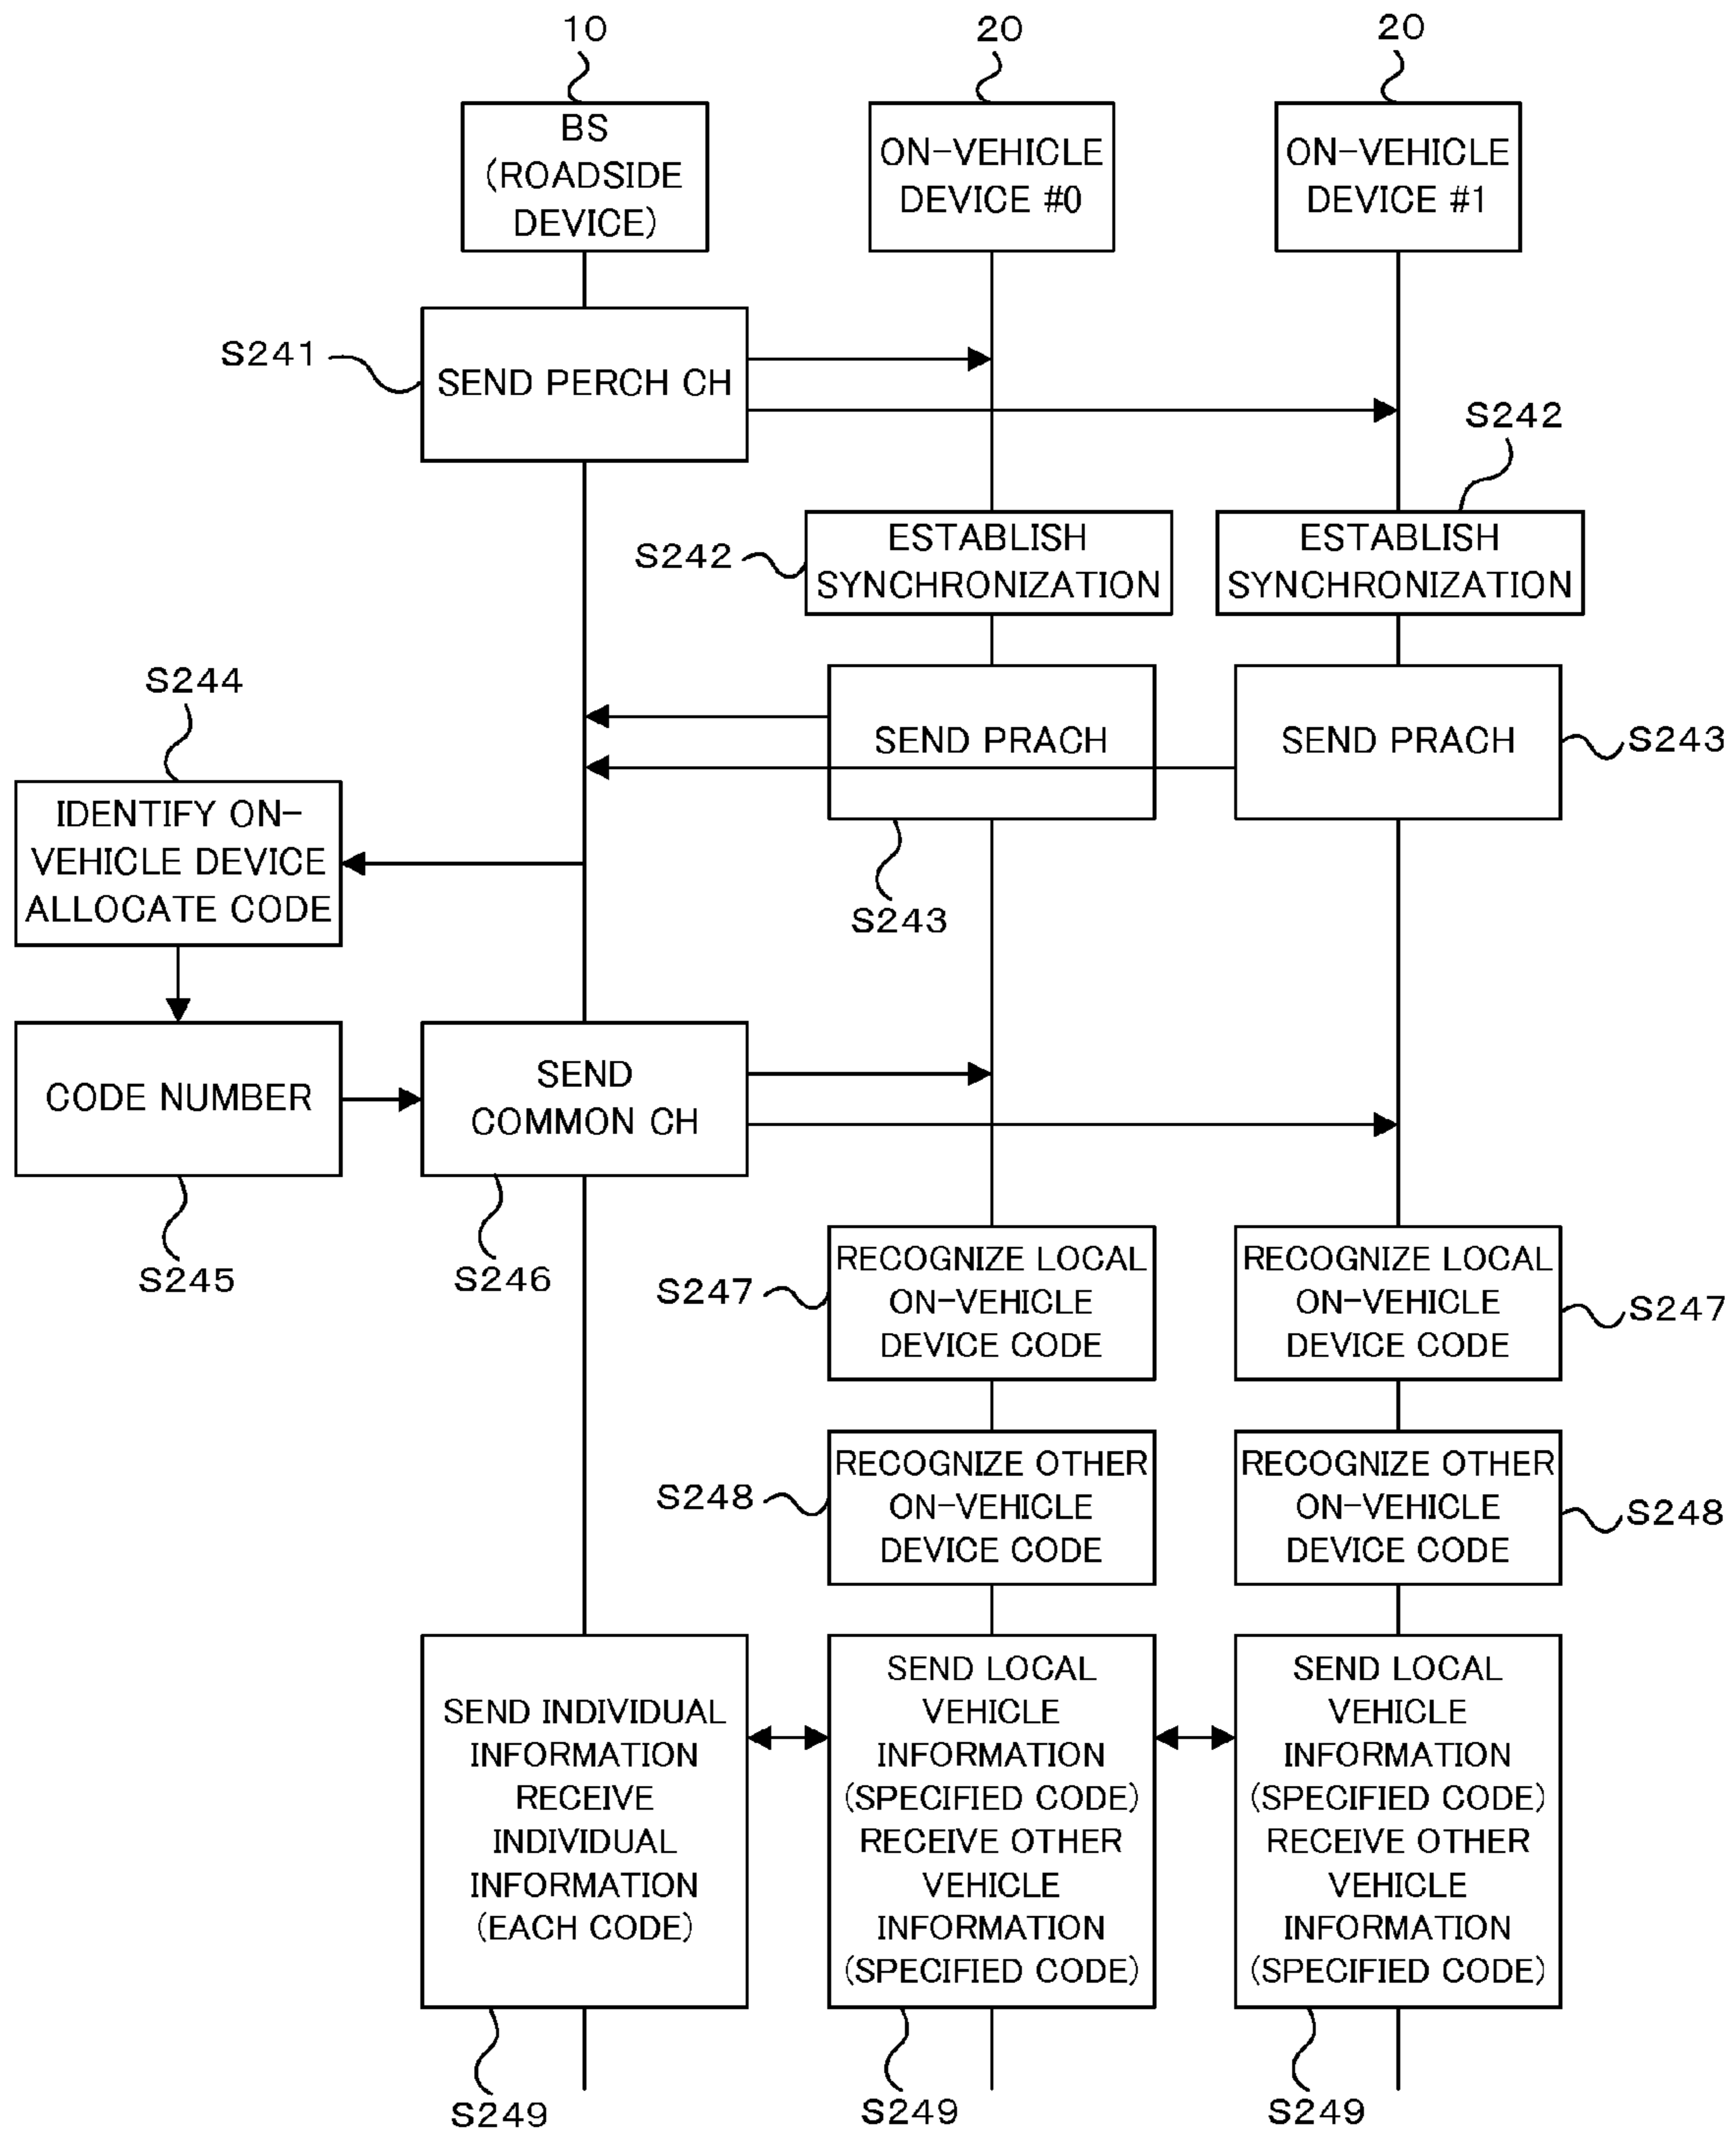 10
20
20
BS
(ROADSIDE
DEVICE)
ON-VEHICLE
DEVICE #0
ON-VEHICLE
DEVICE #1
S241
SEND PERCH CH
S242
S242
ESTABLISH
SYNCHRONIZATION
ESTABLISH
SYNCHRONIZATION
S244
SEND PRACH
SEND PRACH
S243
IDENTIFY ON-
VEHICLE DEVICE
ALLOCATE CODE
S243
CODE NUMBER
SEND
COMMON CH
S245
S246
S247
RECOGNIZE LOCAL
ON-VEHICLE
DEVICE CODE
RECOGNIZE LOCAL
ON-VEHICLE
DEVICE CODE
S247
S248
RECOGNIZE OTHER
ON-VEHICLE
DEVICE CODE
RECOGNIZE OTHER
ON-VEHICLE
DEVICE CODE
S248
SEND INDIVIDUAL
INFORMATION
RECEIVE
INDIVIDUAL
INFORMATION
(EACH CODE)
SEND LOCAL
VEHICLE
INFORMATION
(SPECIFIED CODE)
RECEIVE OTHER
VEHICLE
INFORMATION
(SPECIFIED CODE)
SEND LOCAL
VEHICLE
INFORMATION
(SPECIFIED CODE)
RECEIVE OTHER
VEHICLE
INFORMATION
(SPECIFIED CODE)
S249
S249
S249